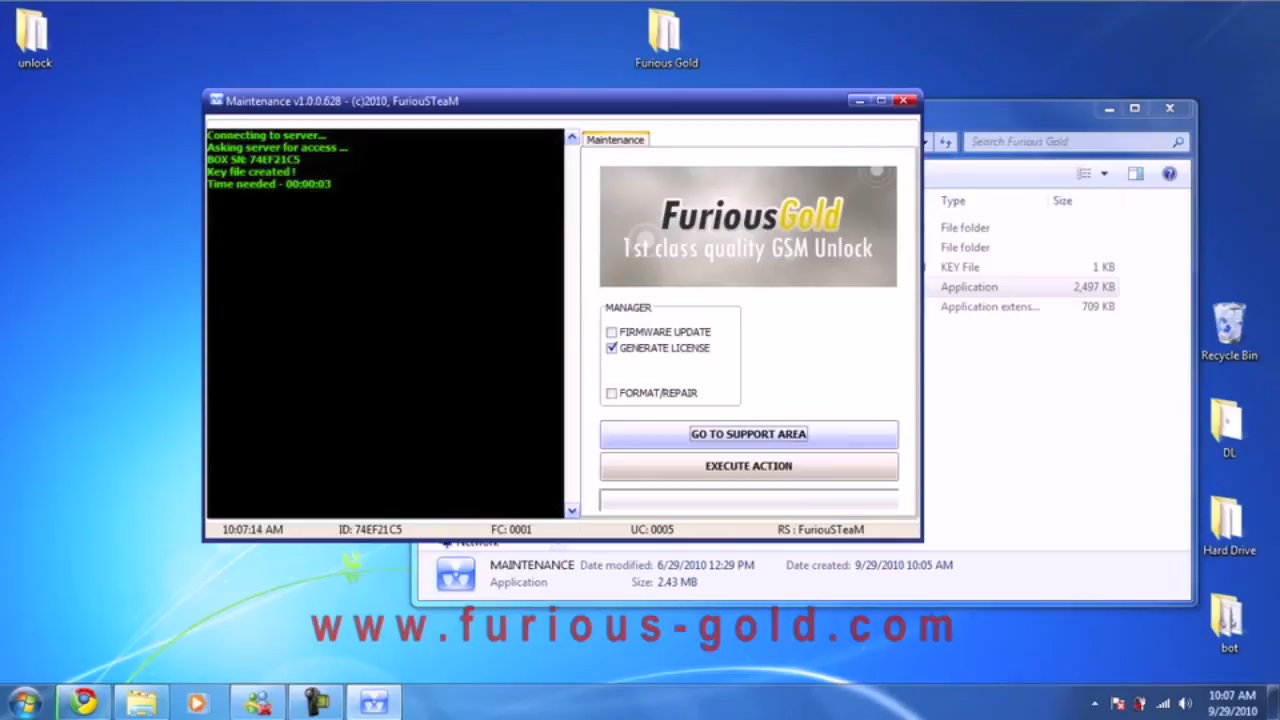 unlock
Furious Gold
Maintenance v1.0.0.628 - (c)2010, FuriouSTeaM
Connecting to server...
Asking server for access ...
BOX SN: 74EF21C5
Key file created !
Time needed - 00:00:03
Maintenance
FuriousGold
1st class quality GSM Unlock
MANAGER
FIRMWARE UPDATE
GENERATE LICENSE
FORMAT/REPAIR
GO TO SUPPORT AREA
EXECUTE ACTION
10:07:14 AM ID: 74EF21C5 FC: 0001 UC: 0005 RS : FuriouSTeaM
Search Furious Gold
Type Size
File folder
File folder
KEY File 1 KB
Application 2,497 KB
Application extens... 709 KB
Network
MAINTENANCE Date modified: 6/29/2010 12:29 PM Date created: 9/29/2010 10:05 AM
Application Size: 2.43 MB
Recycle Bin
DL
Hard Drive
bot
www.furious-gold.com
10:07 AM
9/29/2010